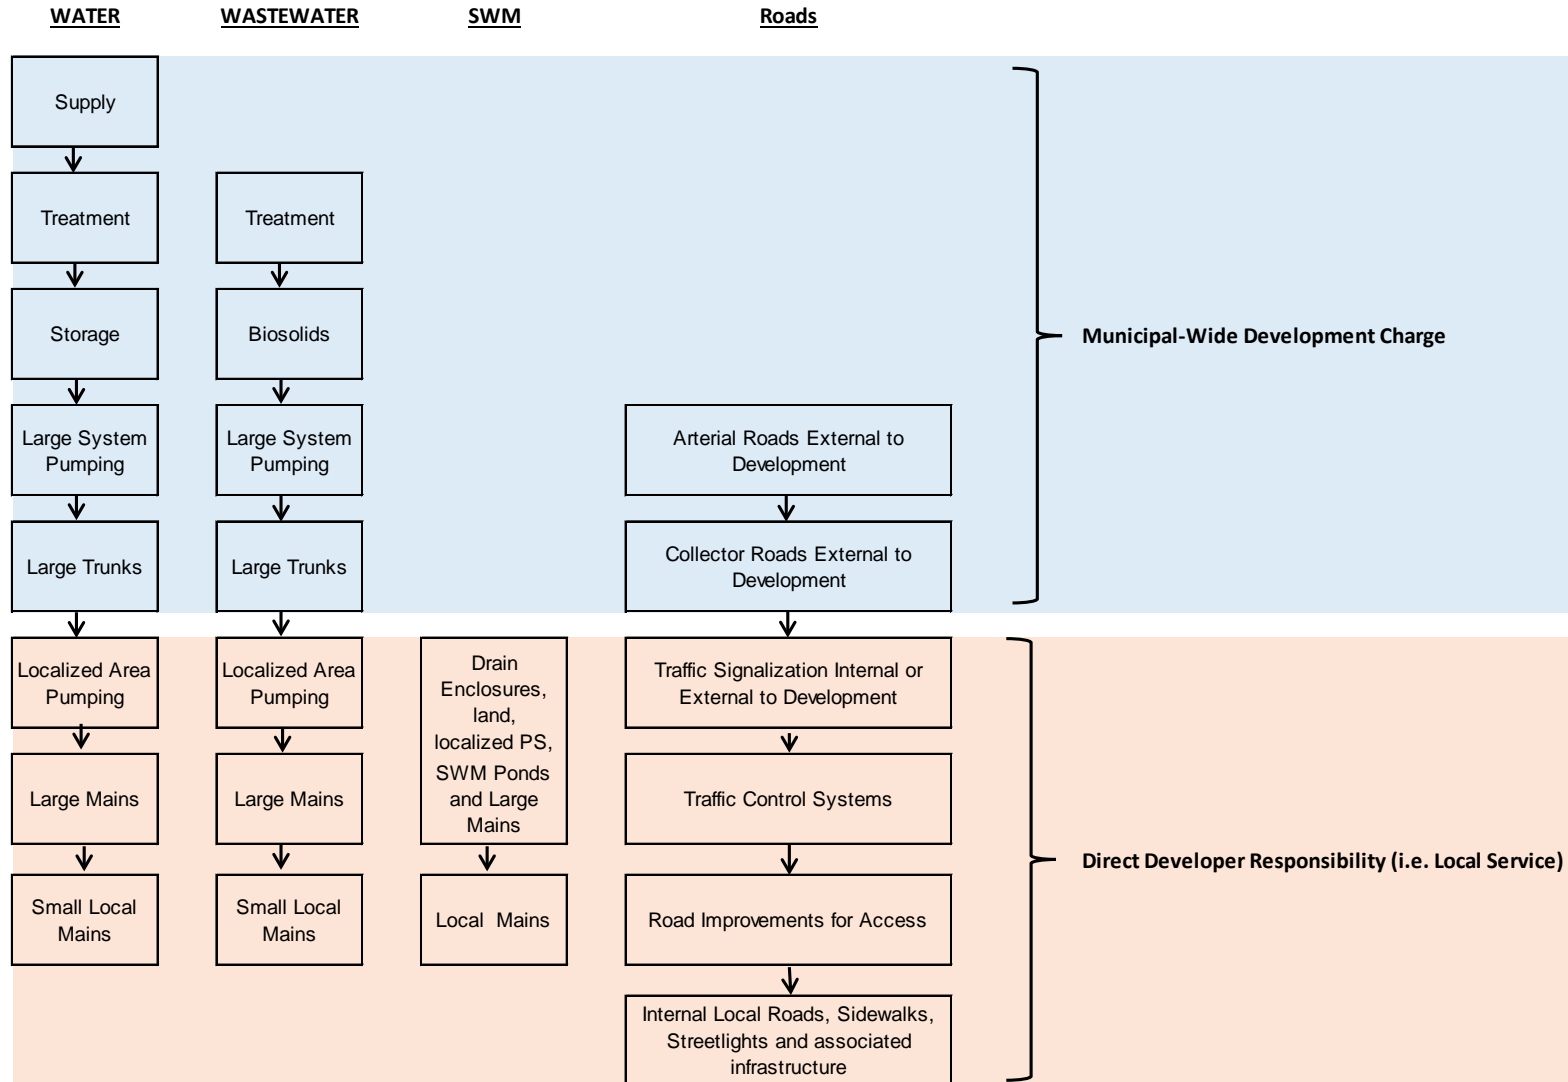 WATER
WASTEWATER
SWM
Roads
Supply
Treatment
Treatment
Storage
Biosolids
Municipal-Wide Development Charge
Large System
Pumping
Large System
Pumping
Arterial Roads External to
Development
Large Trunks
Large Trunks
Collector Roads External to
Development
Localized Area
Pumping
Localized Area
Pumping
Drain
Enclosures,
land,
localized PS,
SWM Ponds
and Large
Mains
Traffic Signalization Internal or
External to Development
Large Mains
Large Mains
Traffic Control Systems
Direct Developer Responsibility (i.e. Local Service)
Small Local
Mains
Small Local
Mains
Local Mains
Road Improvements for Access
Internal Local Roads, Sidewalks,
Streetlights and associated
infrastructure